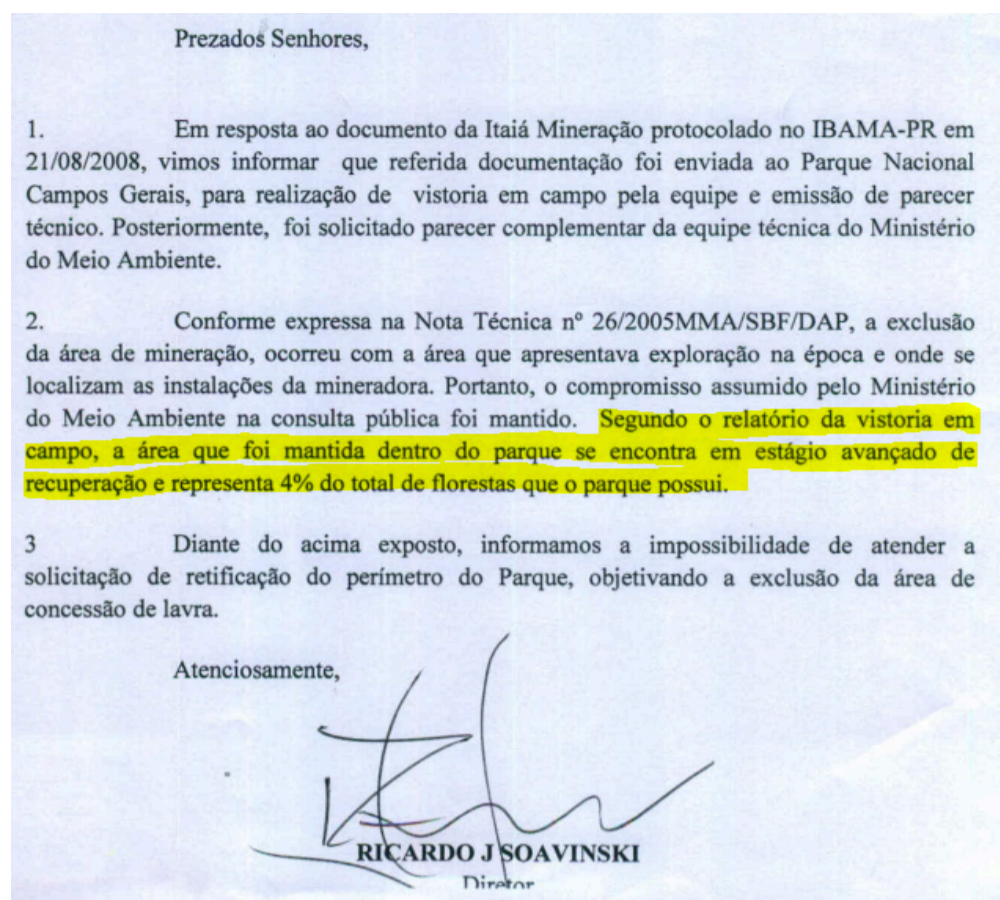 Prezados Senhores,
1. Em resposta ao documento da Itaiá Mineração protocolado no IBAMA-PR em
21/08/2008, vimos informar que referida documentação foi enviada ao Parque Nacional
Campos Gerais, para realização de vistoria em campo pela equipe e emissão de parecer
técnico. Posteriormente, foi solicitado parecer complementar da equipe técnica do Ministério
do Meio Ambiente.
2. Conforme expressa na Nota Técnica nº 26/2005MMA/SBF/DAP, a exclusão
da área de mineração, ocorreu com a área que apresentava exploração na época e onde se
localizam as instalações da mineradora. Portanto, o compromisso assumido pelo Ministério
do Meio Ambiente na consulta pública foi mantido. Segundo o relatório da vistoria em
campo, a área que foi mantida dentro do parque se encontra em estágio avançado de
recuperação e representa 4% do total de florestas que o parque possui.
3 Diante do acima exposto, informamos a impossibilidade de atender a
solicitação de retificação do perímetro do Parque, objetivando a exclusão da área de
concessão de lavra.
Atenciosamente,
RICARDO J SOAVINSKI
Diretor